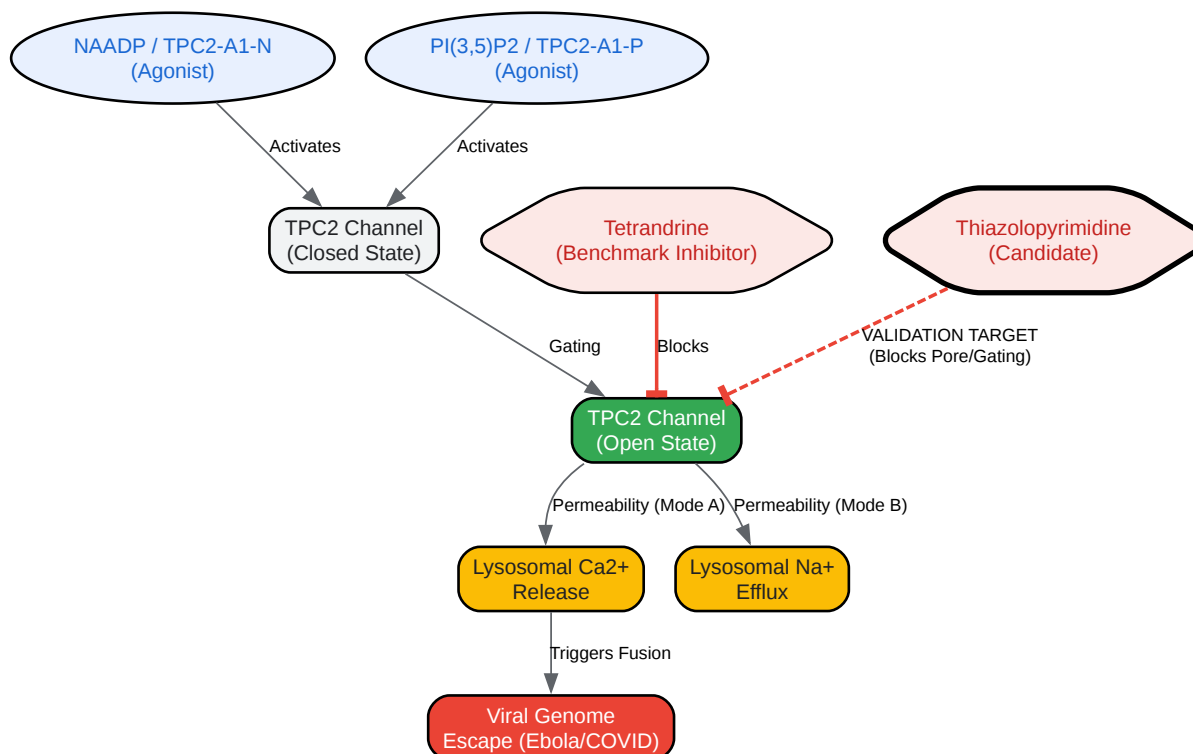 NAADP / TPC2-A1-N
(Agonist)
PI(3,5)P2 / TPC2-A1-P
(Agonist)
Activates
Activates
TPC2 Channel
(Closed State)
Tetrandrine
(Benchmark Inhibitor)
Thiazolopyrimidine
(Candidate)
Gating
Blocks
VALIDATION TARGET
(Blocks Pore/Gating)
TPC2 Channel
(Open State)
Permeability (Mode A)
Permeability (Mode B)
Lysosomal Ca2+
Release
Lysosomal Na+
Efflux
Triggers Fusion
Viral Genome
Escape (Ebola/COVID)